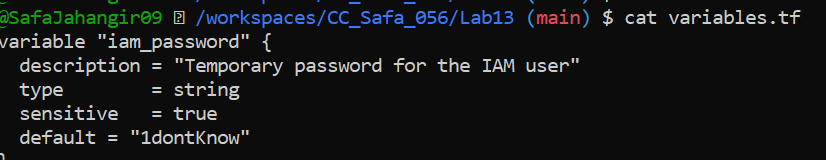 @SafaJahangir09 /workspaces/CC_Safa_056/Lab13 (main) $ cat variables.tf
variable "iam_password" {
  description = "Temporary password for the IAM user"
  type        = string
  sensitive   = true
  default = "1dontKnow"